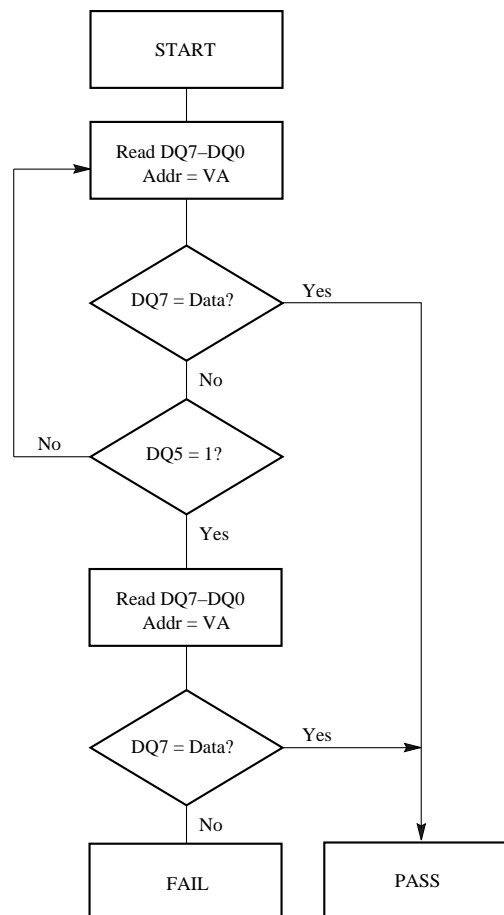 START
Read DQ7–DQ0
Addr = VA
DQ7 = Data?
Yes
No
No
DQ5 = 1?
Yes
Read DQ7–DQ0
Addr = VA
DQ7 = Data?
Yes
No
FAIL
PASS